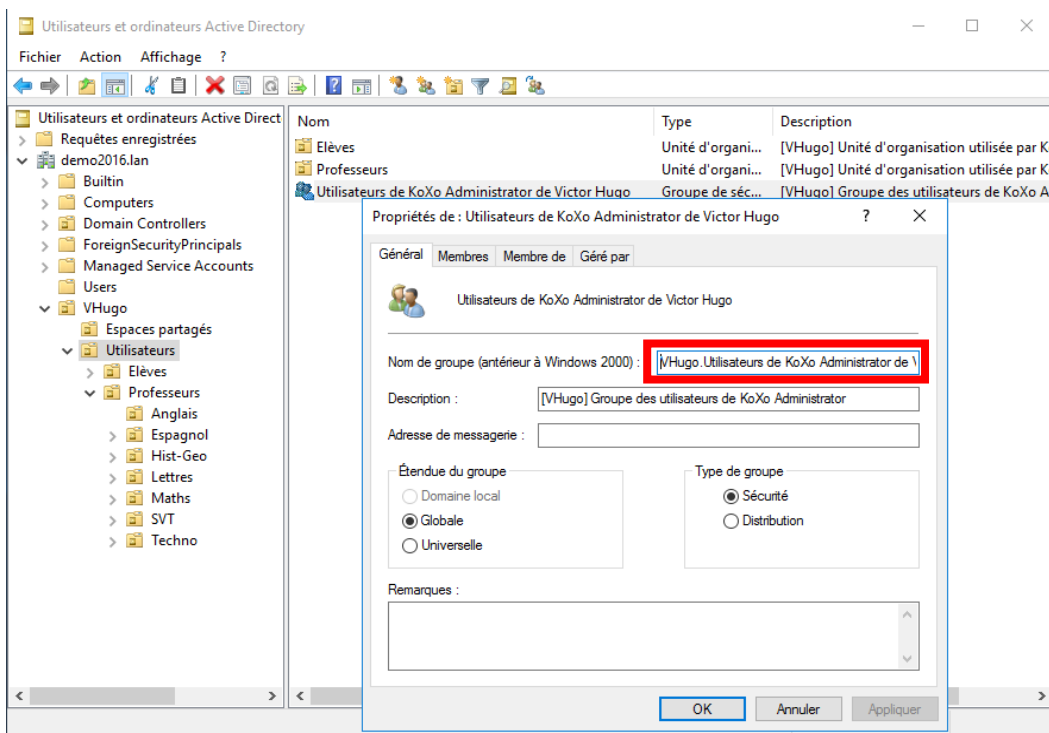 Utilisateurs et ordinateurs Active Directory
Fichier Action Affichage ?
Utilisateurs et ordinateurs Active Direct
Requêtes enregistrées
demo2016.lan
Builtin
Computers
Domain Controllers
ForeignSecurityPrincipals
Managed Service Accounts
Users
VHugo
Espaces partagés
Utilisateurs
Elèves
Professeurs
Anglais
Espagnol
Hist-Geo
Lettres
Maths
SVT
Techno
Nom Type Description
Elèves Unité d'organi... [VHugo] Unité d'organisation utilisée par K
Professeurs Unité d'organi... [VHugo] Unité d'organisation utilisée par K
Utilisateurs de KoXo Administrator de Victor Hugo Groupe de séc... [VHugo] Groupe des utilisateurs de KoXo A
Propriétés de : Utilisateurs de KoXo Administrator de Victor Hugo ?
Général Membres Membre de Géré par
Utilisateurs de KoXo Administrator de Victor Hugo
Nom de groupe (antérieur à Windows 2000) : VHugo.Utilisateurs de KoXo Administrator de V
Description : [VHugo] Groupe des utilisateurs de KoXo Administrator
Adresse de messagerie :
Étendue du groupe
Domaine local
Globale
Universelle
Type de groupe
Sécurité
Distribution
Remarques :
OK Annuler Appliquer